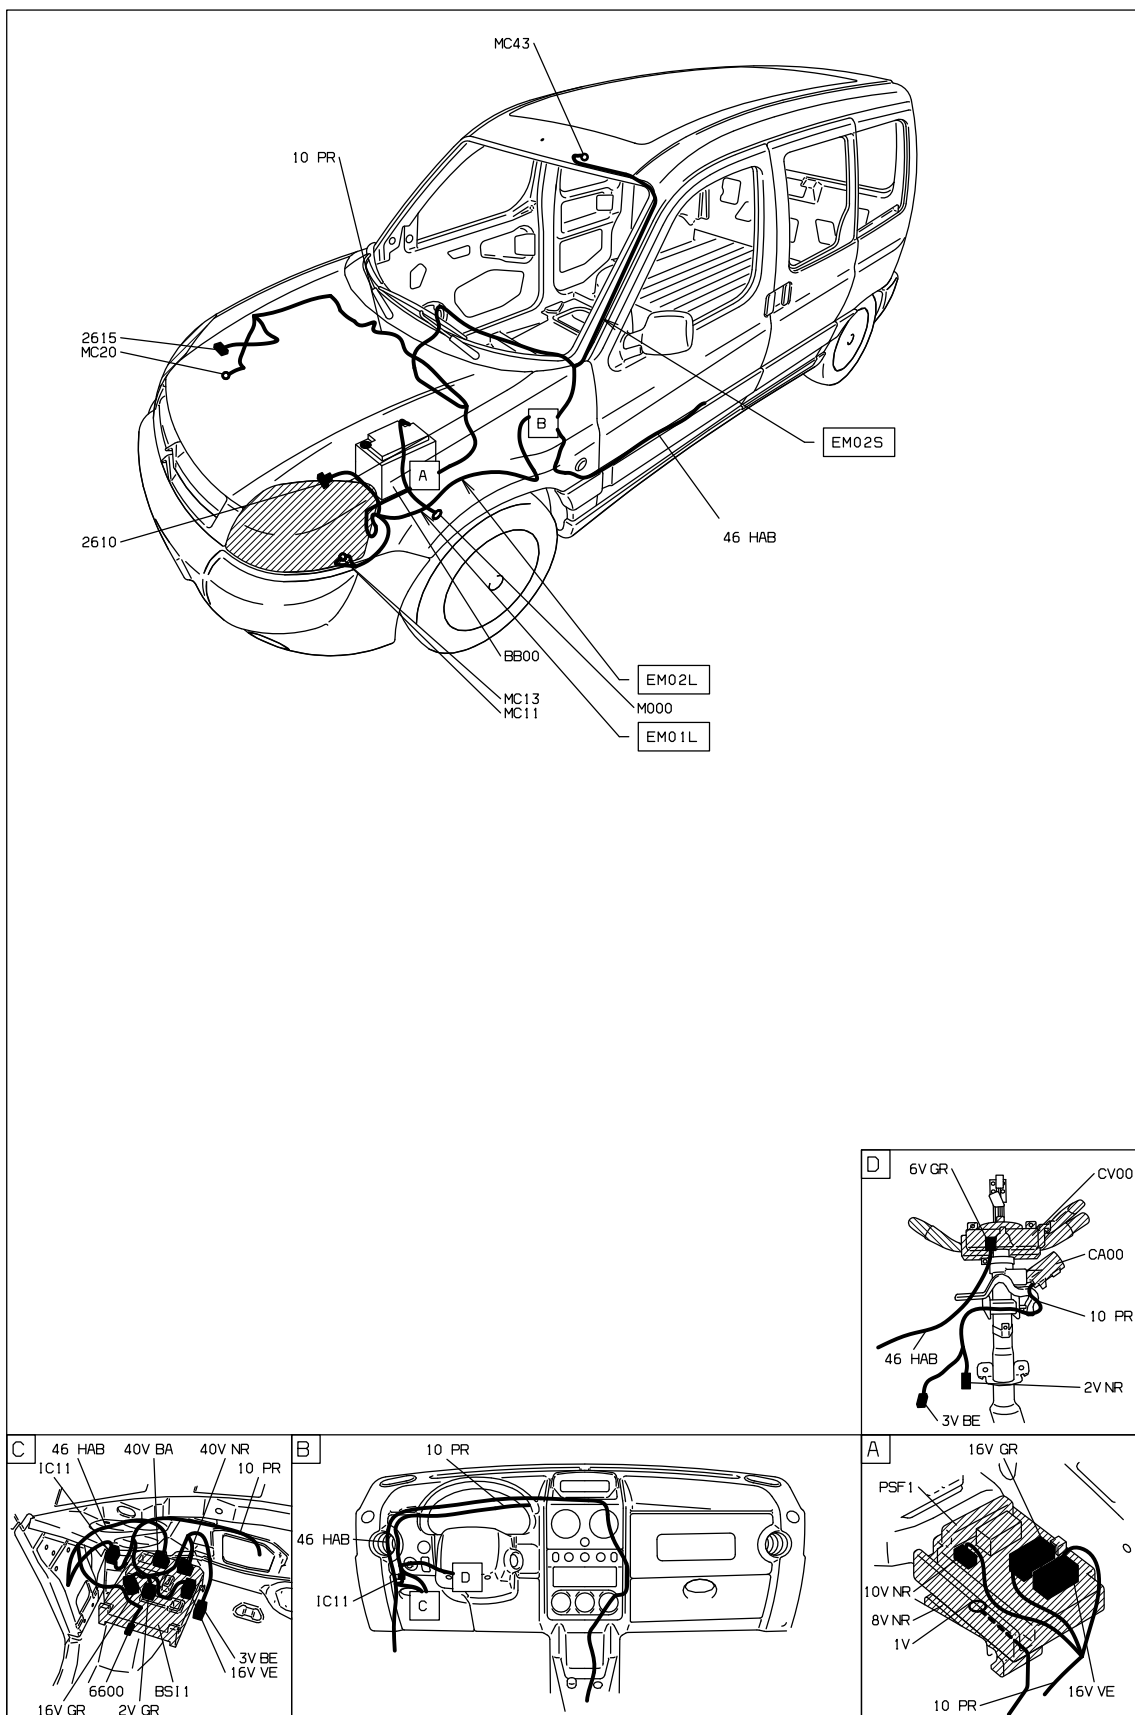 MC43
10 PR
2615
MC20
B
EM02S
A
46 HAB
2610
BB00
EM02L
MC13
M000
MC11
EM01L
D
6V GR
CV00
CA00
10 PR
46 HAB
2V NR
3V BE
C
46 HAB
40V BA
40V NR
IC11
10 PR
3V BE
16V VE
6600
BSI1
16V GR
2V GR
B
10 PR
46 HAB
D
IC11
C
A
16V GR
PSF1
10V NR
8V NR
1V
16V VE
10 PR